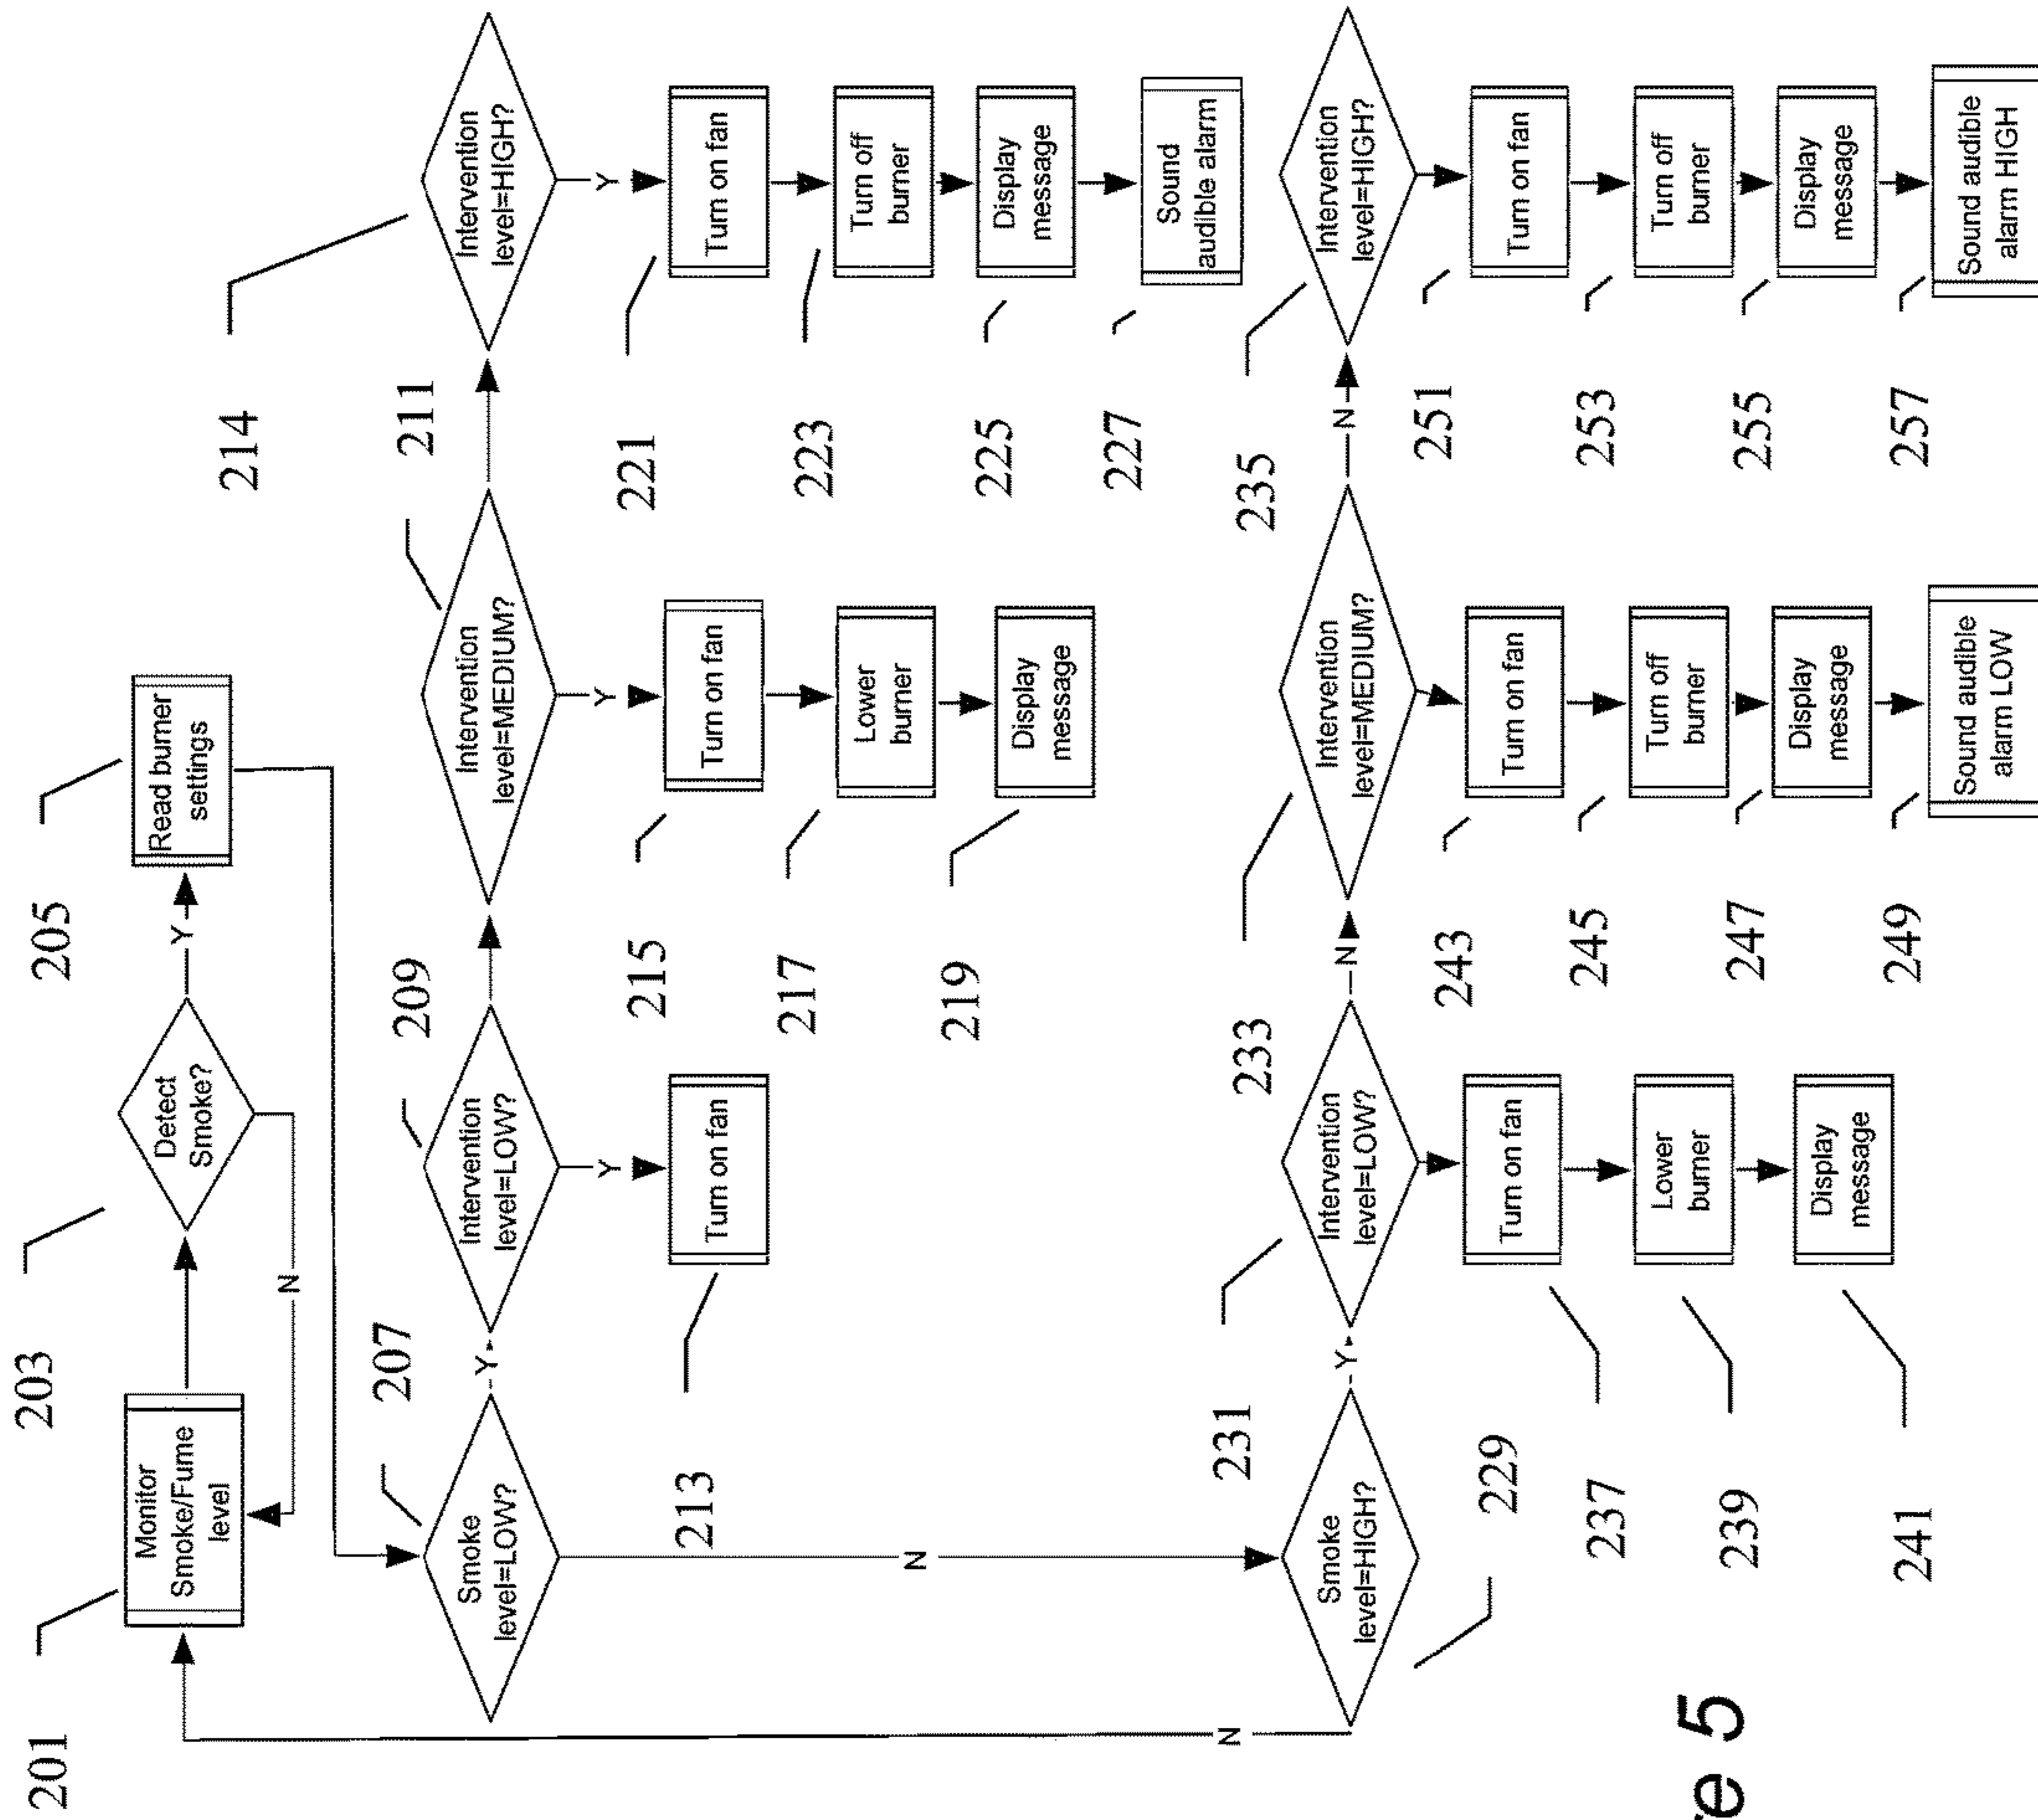 201
203
205
Monitor
Smoke/Fume
level
Detect
Smoke?
Y
Read burner
settings
N
207
209
211
214
Smoke
level=LOW?
Y
Intervention
level=LOW?
Intervention
level=MEDIUM?
Intervention
level=HIGH?
Y
Y
Y
213
Turn on fan
215
Turn on fan
217
Lower
burner
219
Display
message
221
Turn on fan
223
Turn off
burner
225
Display
message
227
Sound
audible alarm
N
N
231
233
235
235
Smoke
level=HIGH?
229
Y
Intervention
level=LOW?
N
Intervention
level=MEDIUM?
N
Intervention
level=HIGH?
237
Turn on fan
239
Lower
burner
241
Display
message
243
Turn on fan
245
Turn off
burner
247
Display
message
249
Sound audible
alarm LOW
251
Turn on fan
253
Turn off
burner
255
Display
message
257
Sound audible
alarm HIGH
re 5